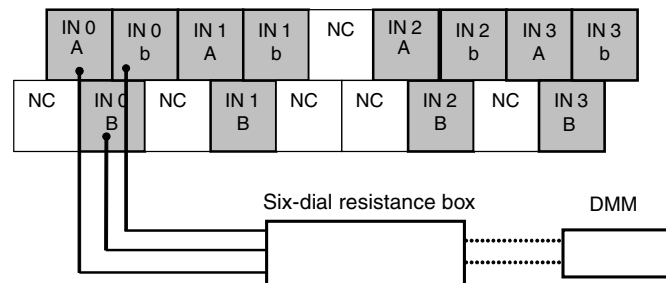 IN 0 IN 0 IN 1 IN 1 NC IN 2 IN 2 IN 3 IN 3
A b A b A b A b
NC IN 0 NC IN 1 NC NC IN 2 NC IN 3
B B B B
Six-dial resistance box DMM